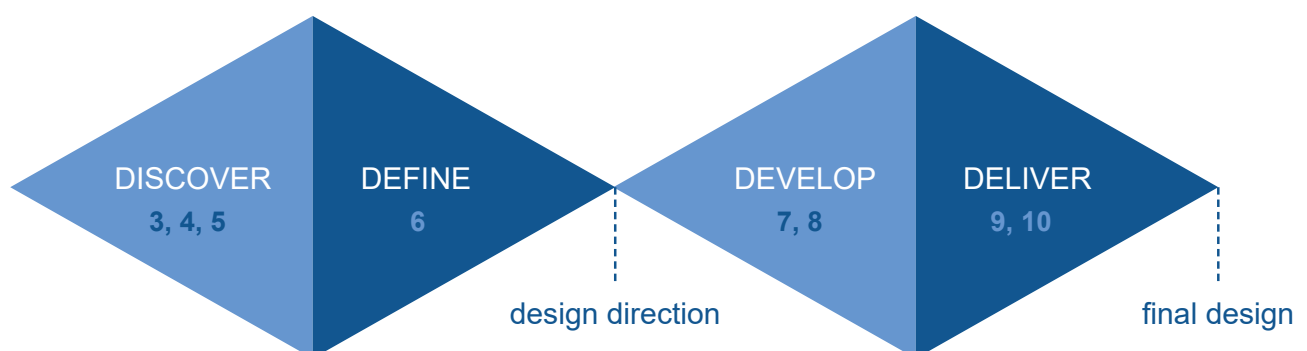 DISCOVER
3, 4, 5
DEFINE
6
DEVELOP
7, 8
DELIVER
9, 10
design direction
final design